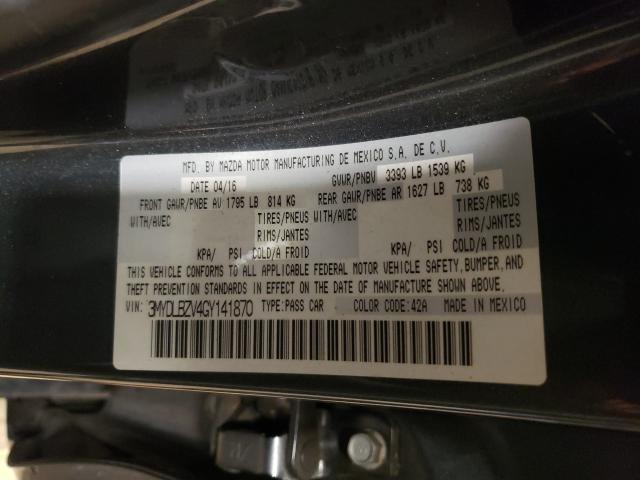 MFD. BY MAZDA MOTOR MANUFACTURING DE MEXICO S.A. DE C.V.
DATE 04/16 GVWR/PNBV 3393 LB 1539 KG
FRONT GAWR/PNBE AV 1785 LB 814 KG REAR GAWR/PNBE AR 1627 LB 738 KG
WITH/AVEC TIRES/PNEUS WITH/AVEC TIRES/PNEUS
RIMS/JANTES RIMS/JANTES
KPA/ PSI COLD/A FROID KPA/ PSI COLD/A FROID
THIS VEHICLE CONFORMS TO ALL APPLICABLE FEDERAL MOTOR VEHICLE SAFETY, BUMPER, AND
THEFT PREVENTION STANDARDS IN EFFECT ON THE DATE OF MANUFACTURE SHOWN ABOVE.
VIN: 3MYDLBZV4GY141870 TYPE:PASS CAR COLOR CODE:42A MADE IN MEXICO